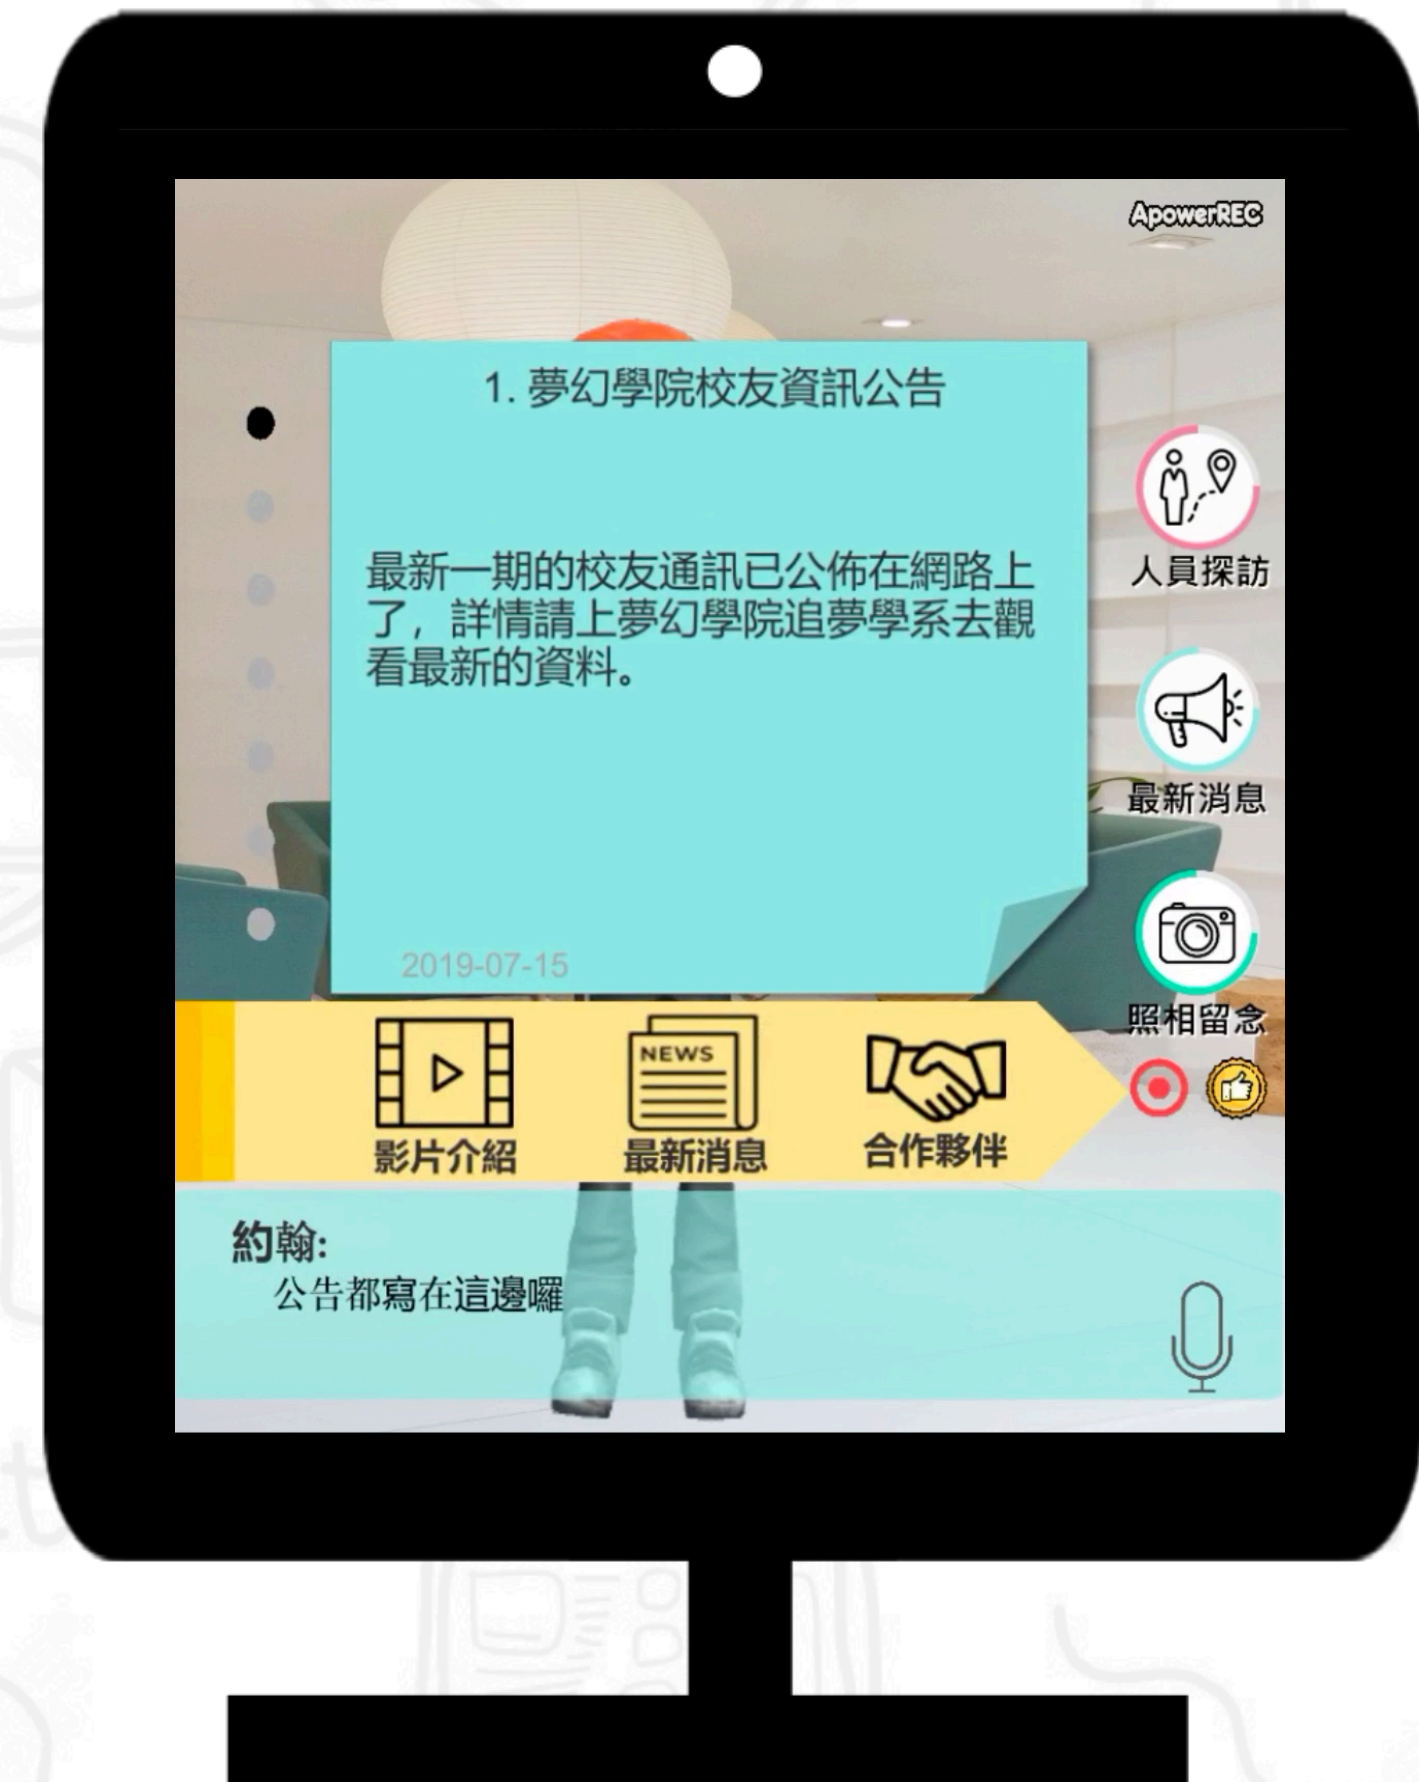 ApowerREC
1. 夢幻學院校友資訊公告
最新一期的校友通訊已公佈在網路上
了，詳情請上夢幻學院追夢學系去觀
看最新的資料。
2019-07-15
人員探訪
最新消息
照相留念
NEWS
影片介紹
最新消息
合作夥伴
約翰:
公告都寫在這邊囉